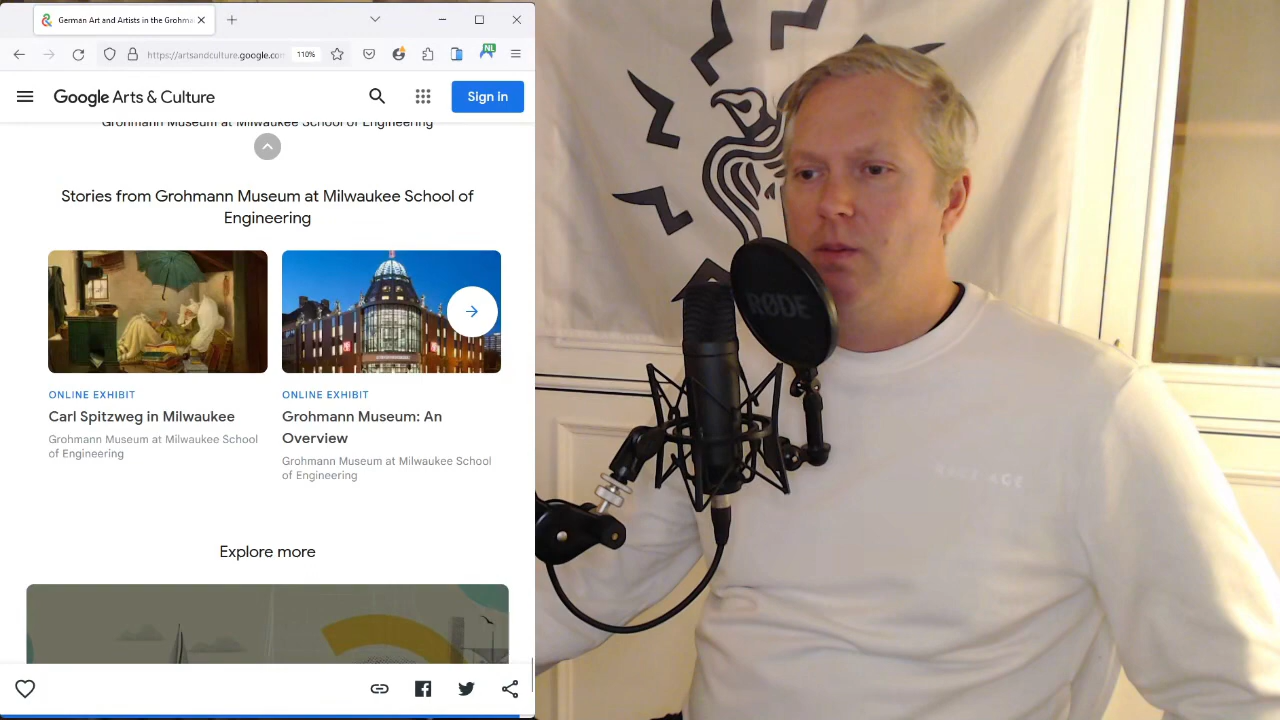 German Art and Artists in the Grohma
https://artsandculture.google.co
110%
NL
Google Arts & Culture
Sign in
Grohmann Museum at Milwaukee School of Engineering
Stories from Grohmann Museum at Milwaukee School of
Engineering
ONLINE EXHIBIT
Carl Spitzweg in Milwaukee
Grohmann Museum at Milwaukee School
of Engineering
ONLINE EXHIBIT
Grohmann Museum: An
Overview
Grohmann Museum at Milwaukee School
of Engineering
Explore more
RØDE